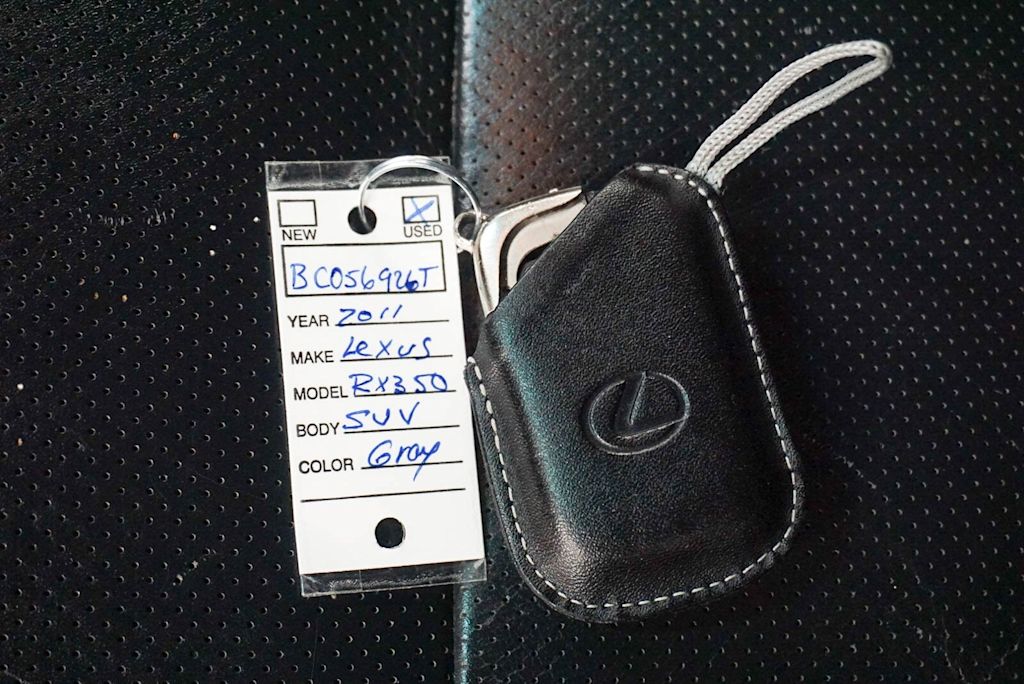 NEW USED
BC056926T
YEAR 2011
MAKE Lexus
MODEL RX350
BODY SUV
COLOR Gray